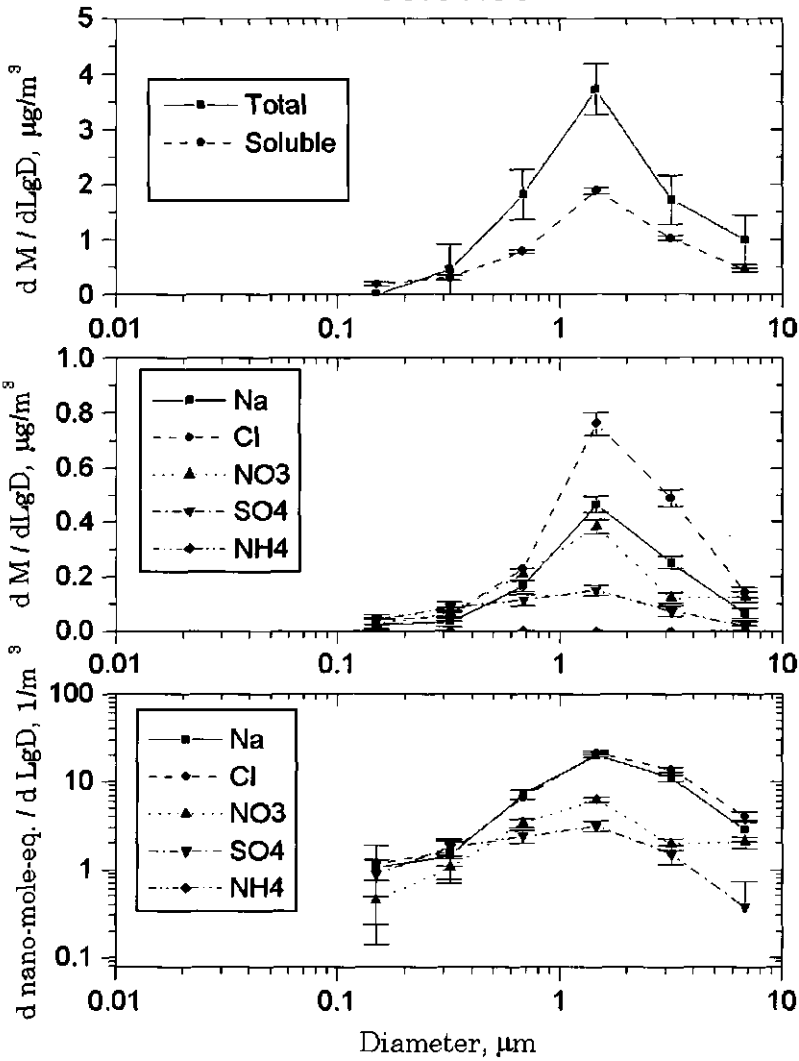 d M / dLgD, µg/m³
5
4
3
2
1
0
Total
Soluble
0.01 0.1 1 10
d M / dLgD, µg/m³
1.0
0.8
0.6
0.4
0.2
0.0
Na
Cl
NO3
SO4
NH4
0.01 0.1 1 10
d nano-mole-eq. / d LgD, 1/m³
100
10
1
0.1
Na
Cl
NO3
SO4
NH4
0.01 0.1 1 10
Diameter, µm